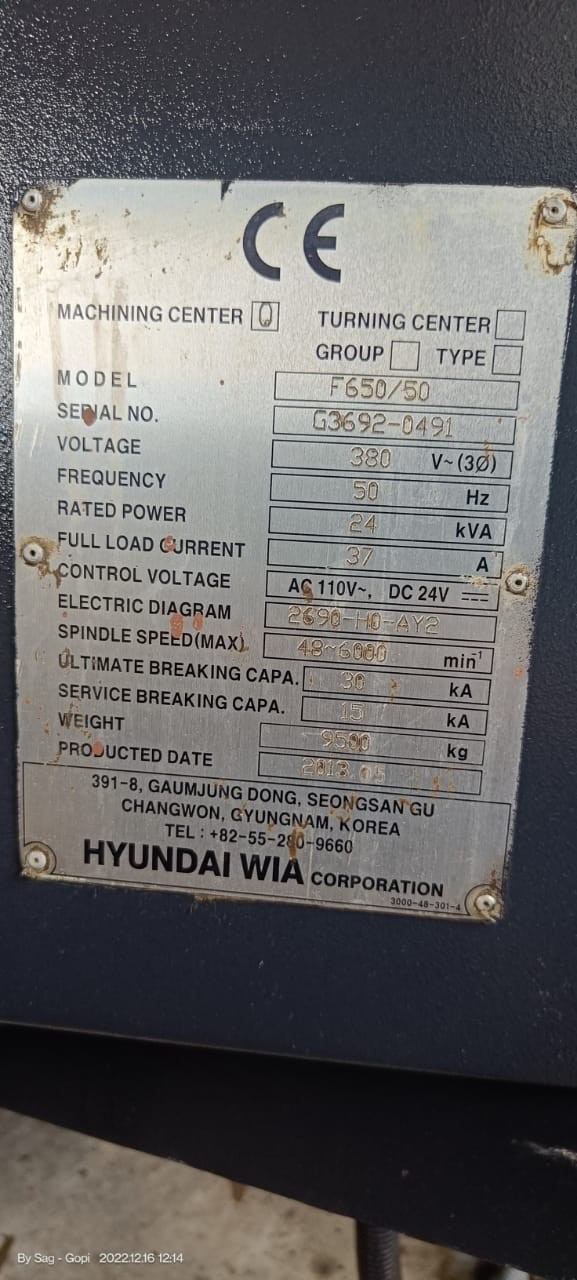 CE
MACHINING CENTER 0 TURNING CENTER
GROUP TYPE
MODEL F650/50
SERIAL NO. G3692-0491
VOLTAGE 380 V~(3Ø)
FREQUENCY 50 Hz
RATED POWER 24 kVA
FULL LOAD CURRENT 37 A
CONTROL VOLTAGE AC 110V~, DC 24V
ELECTRIC DIAGRAM 2690-H0-AY2
SPINDLE SPEED(MAX) 48~6000 min⁻¹
ULTIMATE BREAKING CAPA. 30 kA
SERVICE BREAKING CAPA. 15 kA
WEIGHT 9500 kg
PRODUCTED DATE 2013.05
391-8, GAUMJUNG DONG, SEONGSAN GU
CHANGWON, GYUNGNAM, KOREA
TEL : +82-55-280-9660
HYUNDAI WIA CORPORATION
3000-48-301-4
By Sag - Gopi 2022.12.16 12:14